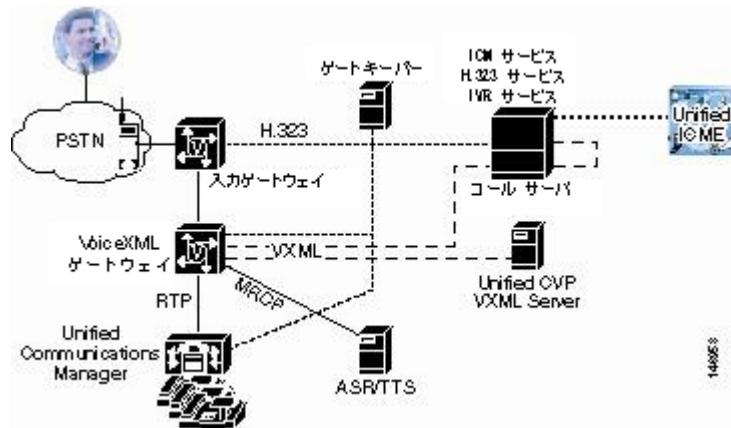 ICM サービス
H.323 サービス
IVR サービス
ゲートキーパー
Unified
ICME
PSTN
H.323
入力ゲートウェイ
コール サーバ
VoiceXML
ゲートウェイ
VXML
Unified CVP
VXML Server
RTP
MRCP
Unified
Communications
Manager
ASR/TTS